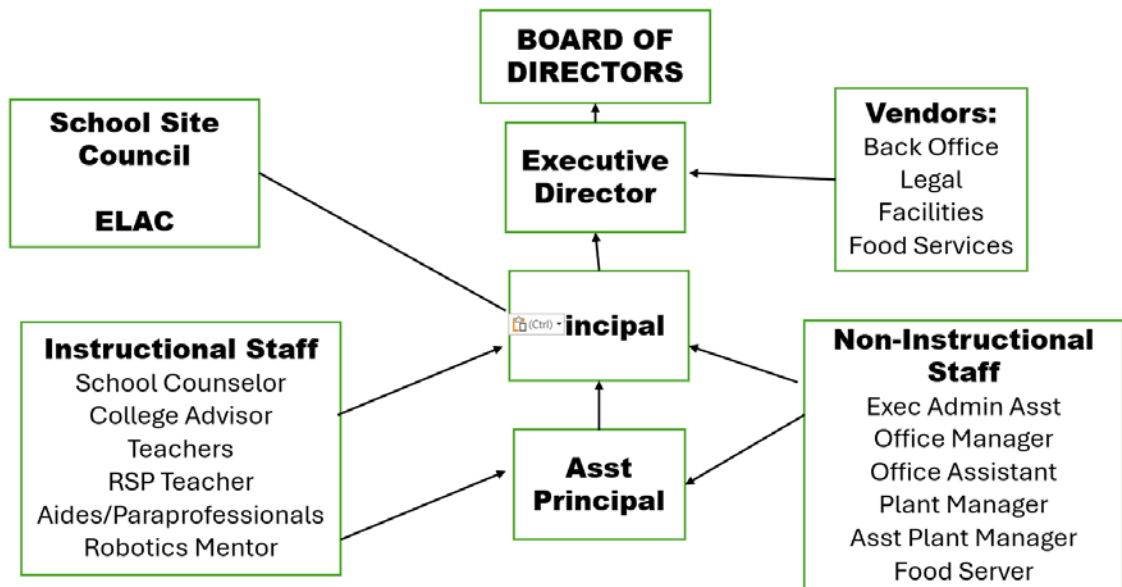 BOARD OF
DIRECTORS
School Site
Council
ELAC
Executive
Director
Vendors:
Back Office
Legal
Facilities
Food Services
(Ctrl)
incipal
Instructional Staff
School Counselor
College Advisor
Teachers
RSP Teacher
Aides/Paraprofessionals
Robotics Mentor
Asst
Principal
Non-Instructional
Staff
Exec Admin Asst
Office Manager
Office Assistant
Plant Manager
Asst Plant Manager
Food Server